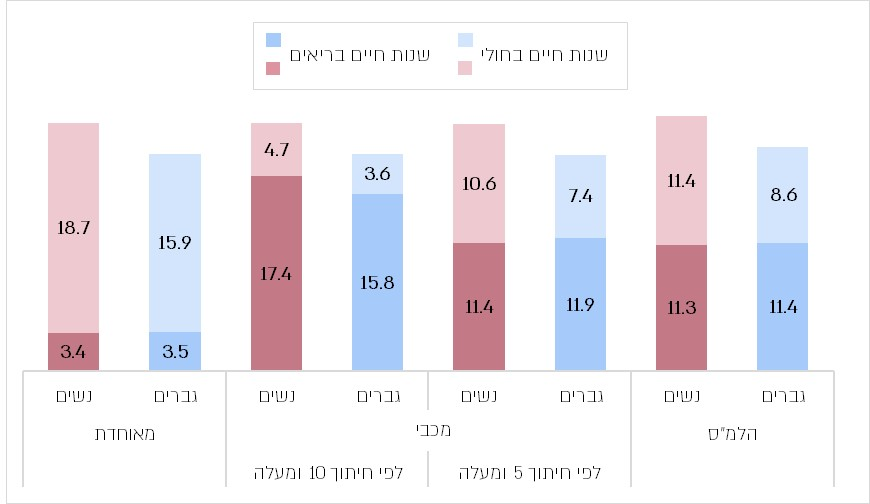 שנות חיים בריאים שנות חיים בחולי
18.7 15.9 4.7 3.6 10.6 7.4 11.4 8.6
3.4 3.5 17.4 15.8 11.4 11.9 11.3 11.4
נשים גברים נשים גברים נשים גברים נשים גברים
מאוחדת מכבי הלמ"ס
לפי חיתוך 10 ומעלה לפי חיתוך 5 ומעלה